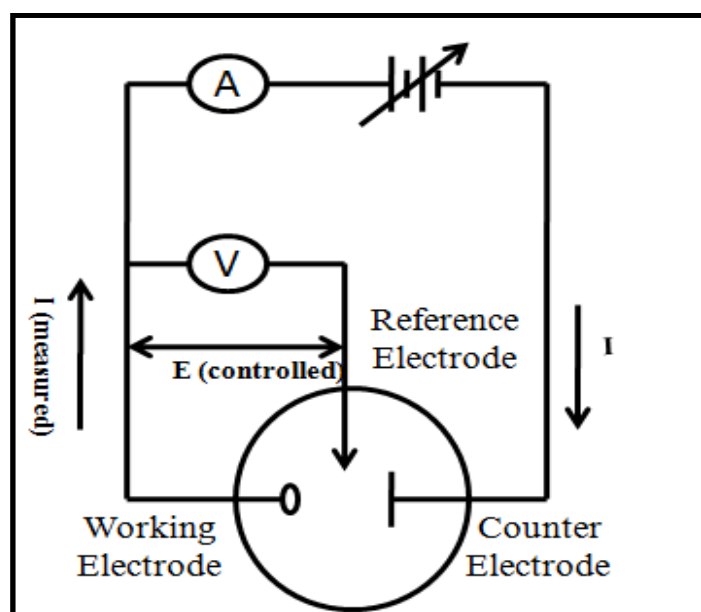 A
V
I (measured)
E (controlled)
Reference
Electrode
I
Working
Electrode
Counter
Electrode